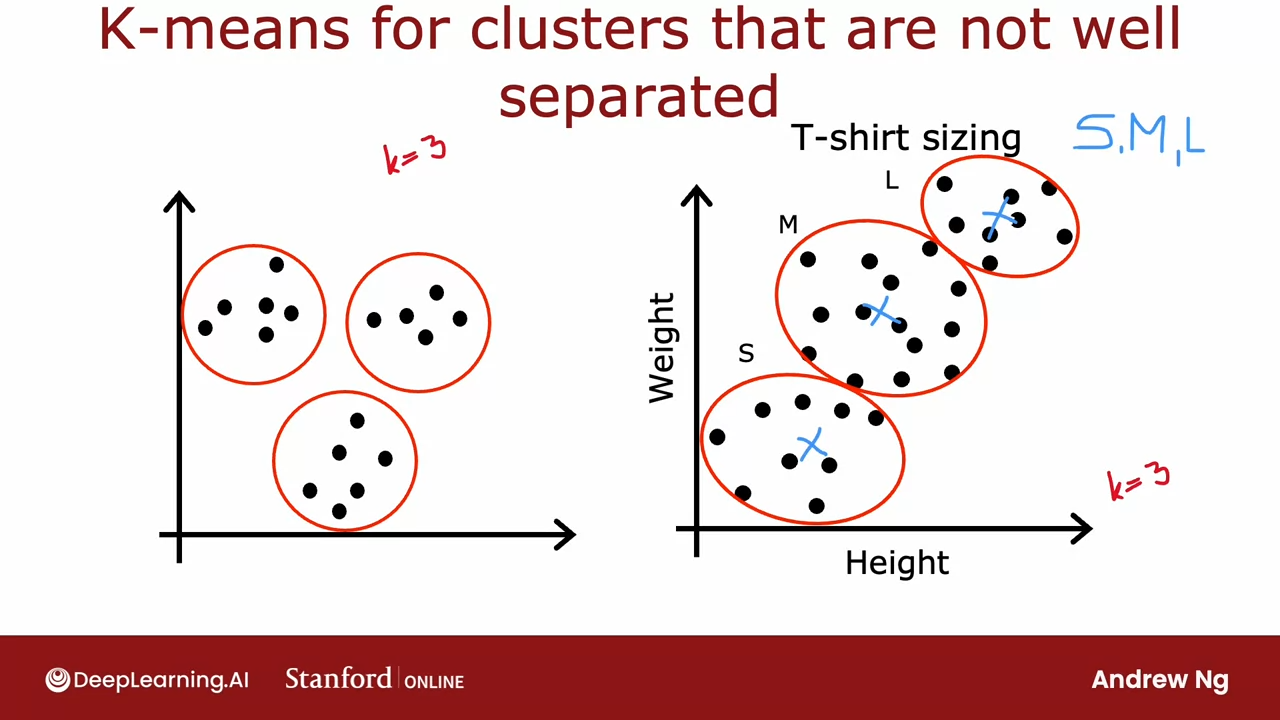 K-means for clusters that are not well
separated
k=3
T-shirt sizing
S, M, L
L
M
S
Weight
Height
k=3
DeepLearning.AI
Stanford | ONLINE
Andrew Ng